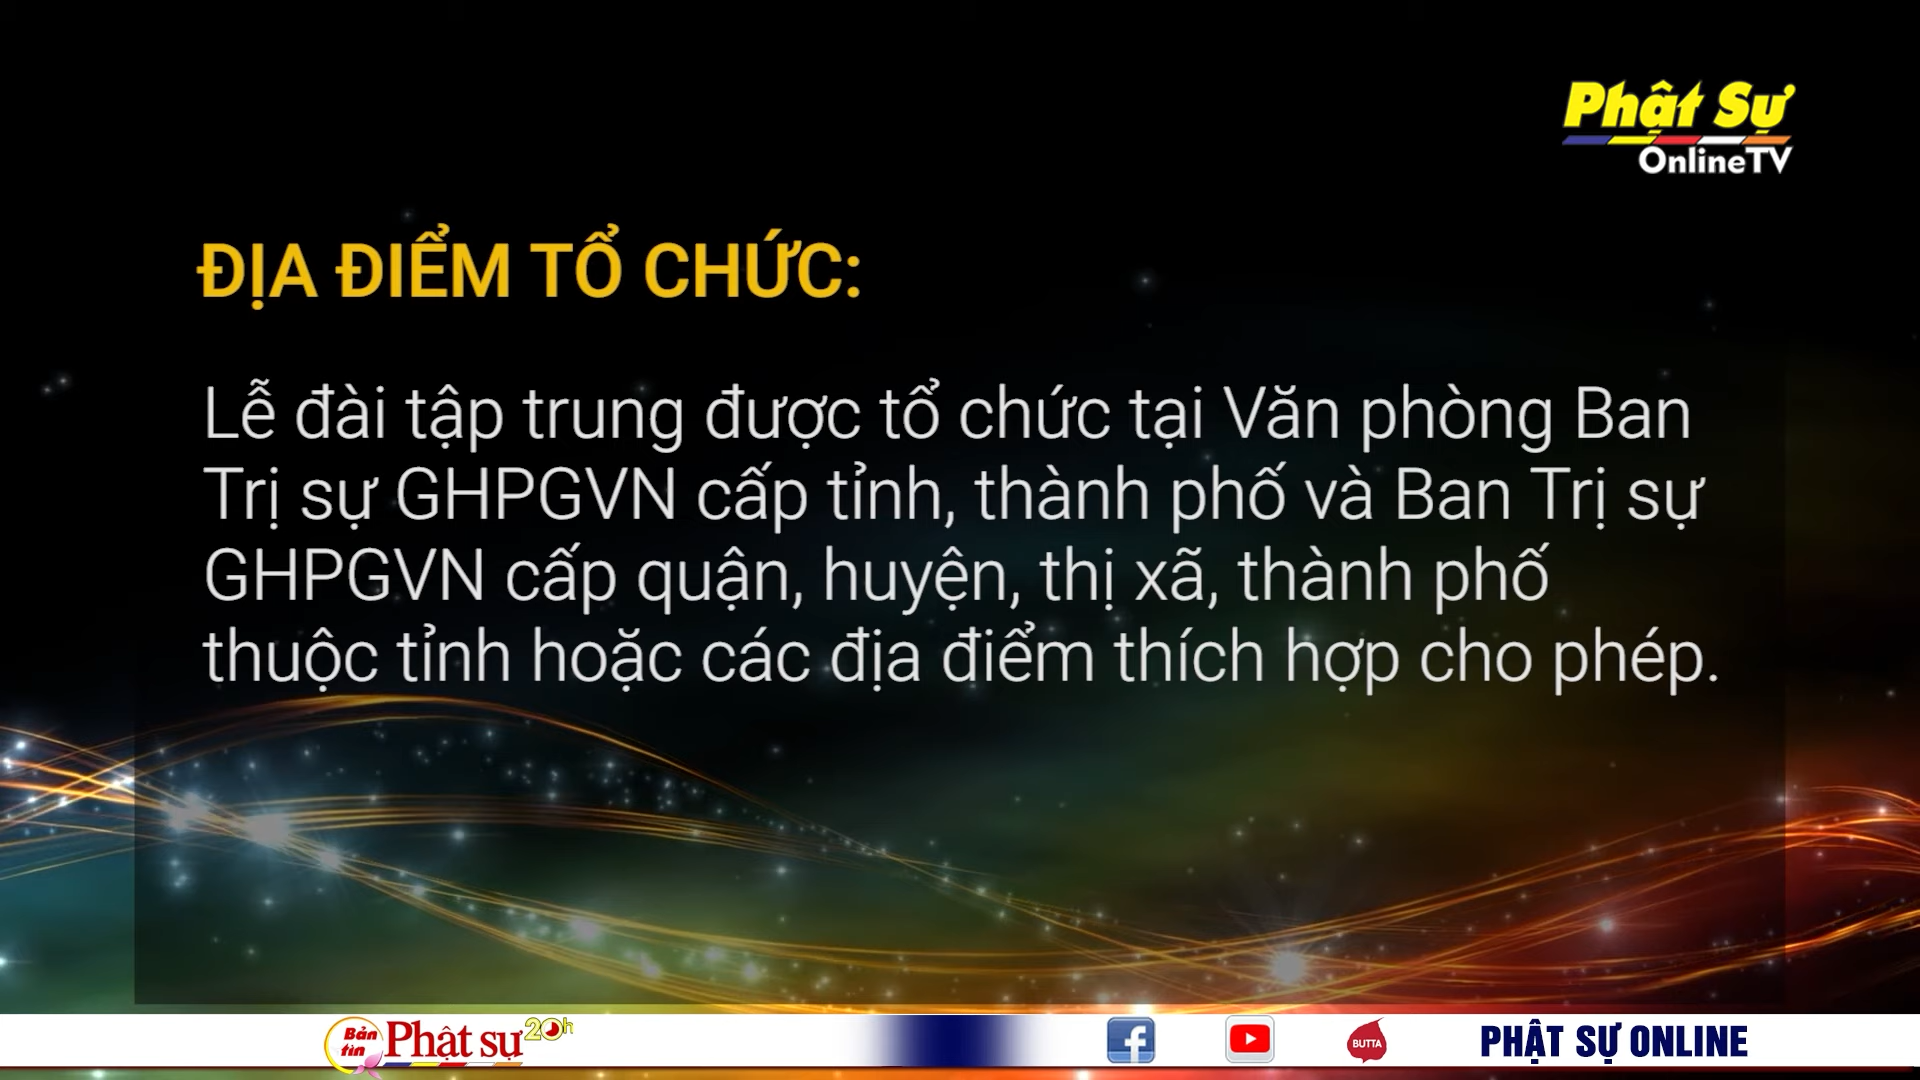 Phật Sự
OnlineTV
ĐỊA ĐIỂM TỔ CHỨC:
Lễ đài tập trung được tổ chức tại Văn phòng Ban
Trị sự GHPGVN cấp tỉnh, thành phố và Ban Trị sự
GHPGVN cấp quận, huyện, thị xã, thành phố
thuộc tỉnh hoặc các địa điểm thích hợp cho phép.
Bản tin Phật sự 20h
BUTTA
PHẬT SỰ ONLINE